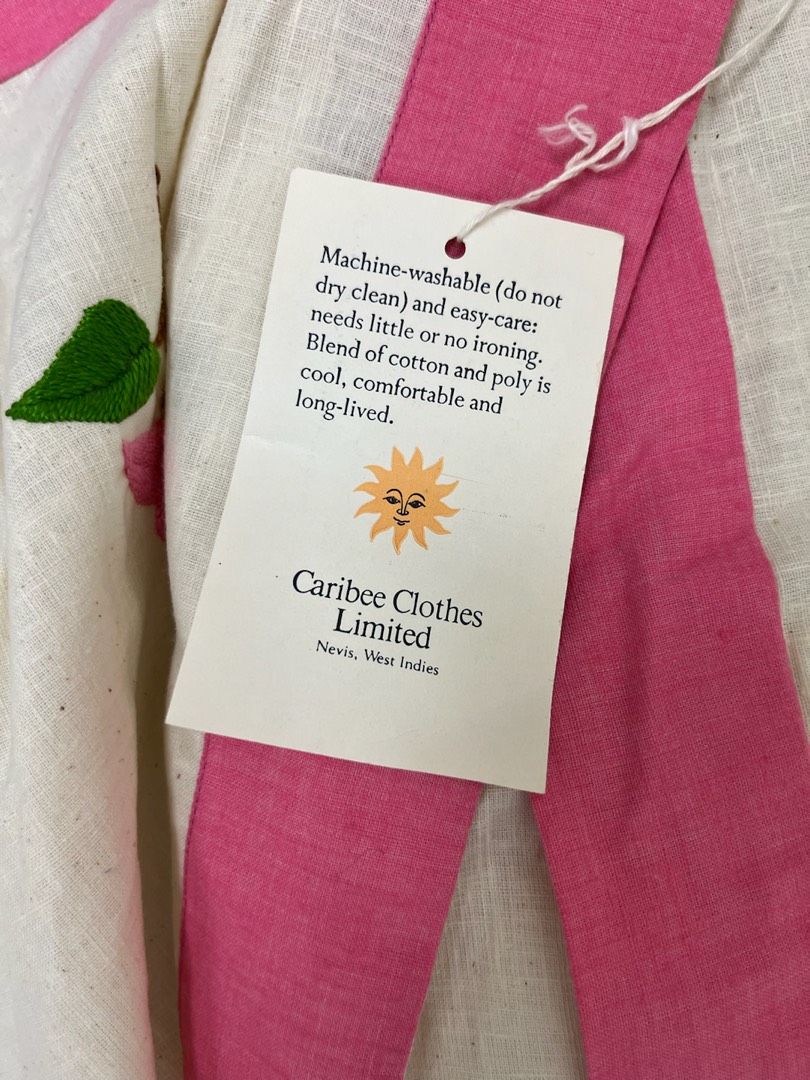 Machine-washable (do not
dry clean) and easy-care:
needs little or no ironing.
Blend of cotton and poly is
cool, comfortable and
long-lived.
Caribee Clothes
Limited
Nevis, West Indies